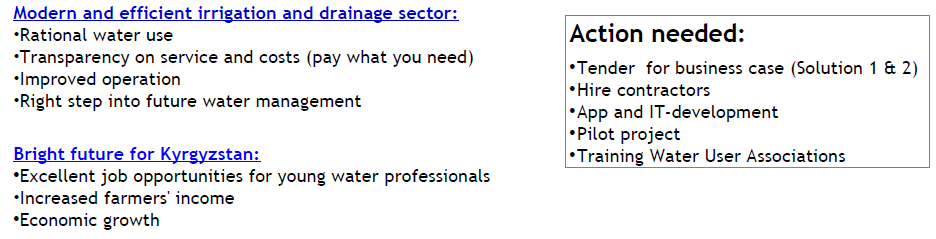 Modern and efficient irrigation and drainage sector:
•Rational water use
•Transparency on service and costs (pay what you need)
•Improved operation
•Right step into future water management
Bright future for Kyrgyzstan:
•Excellent job opportunities for young water professionals
•Increased farmers' income
•Economic growth
Action needed:
•Tender for business case (Solution 1 & 2)
•Hire contractors
•App and IT-development
•Pilot project
•Training Water User Associations